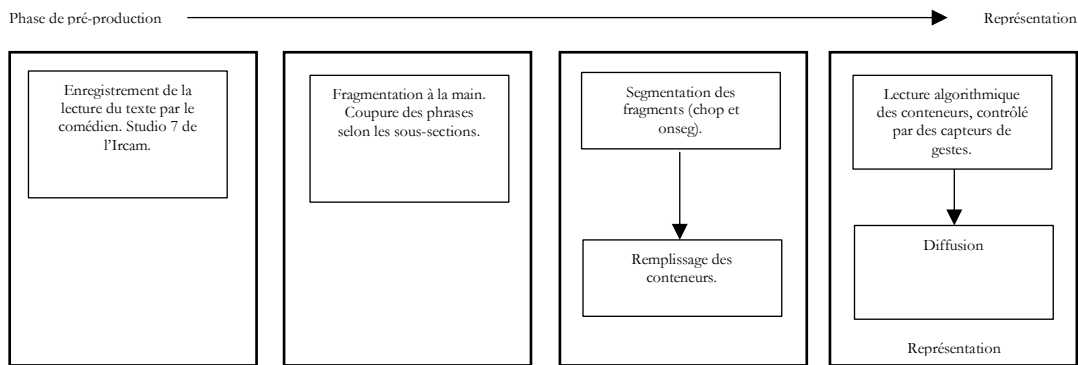 Phase de pré-production
Représentation
Enregistrement de la
lecture du texte par le
comédien. Studio 7 de
l’Ircam.
Fragmentation à la main.
Coupure des phrases
selon les sous-sections.
Segmentation des
fragments (chop et
onseg).
Remplissage des
conteneurs.
Lecture algorithmique
des conteneurs, contrôlé
par des capteurs de
gestes.
Diffusion
Représentation